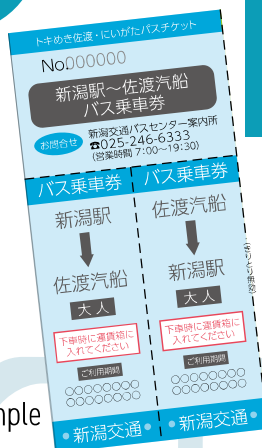 トキめき佐渡・にいがたパスチケット
No.000000
新潟駅〜佐渡汽船
バス乗車券
お問合せ
新潟交通バスセンター案内所
☎025-246-6333
(営業時間 7:00〜19:30)
バス乗車券
新潟駅
佐渡汽船
大人
下車時に運賃箱に
入れてください
ご利用期間
○○○○○○○○
○○○○○○○○
新潟交通
バス乗車券
佐渡汽船
新潟駅
大人
下車時に運賃箱に
入れてください
ご利用期間
○○○○○○○○
○○○○○○○○
新潟交通
(きりとり無効)
mple